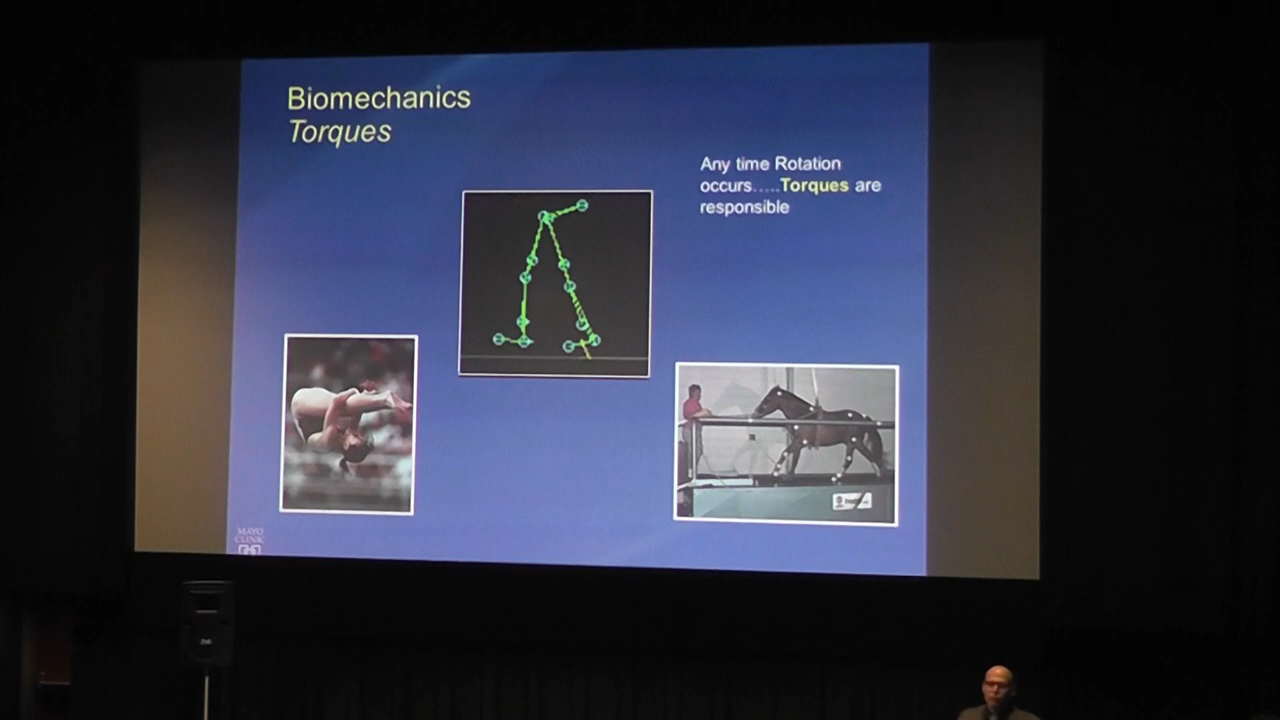 Biomechanics
Torques
Any time Rotation
occurs.....Torques are
responsible
MAYO
CLINIC